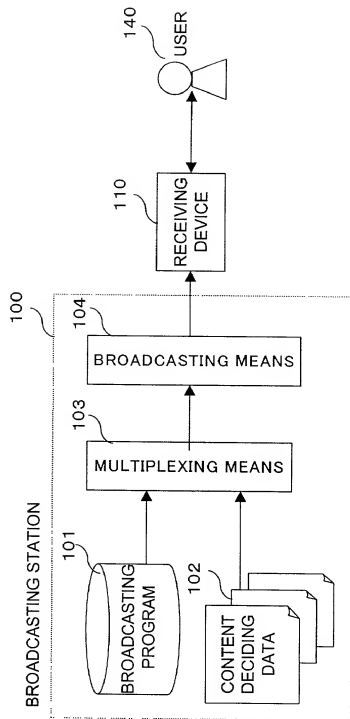 BROADCASTING STATION
100
101
BROADCASTING
PROGRAM
102
CONTENT
DECIDING
DATA
103
MULTIPLEXING MEANS
104
BROADCASTING MEANS
110
RECEIVING
DEVICE
140
USER